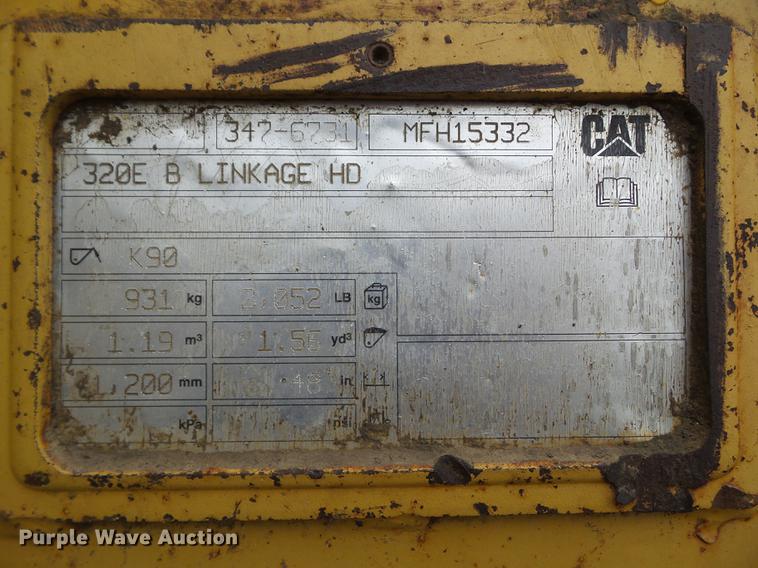 347-6731 MFH15332 CAT
320E B LINKAGE HD
K90
931 kg 2,052 LB kg
1.19 m³ 1.56 yd³
1,200 mm 48 in
kPa psi
Purple Wave Auction®